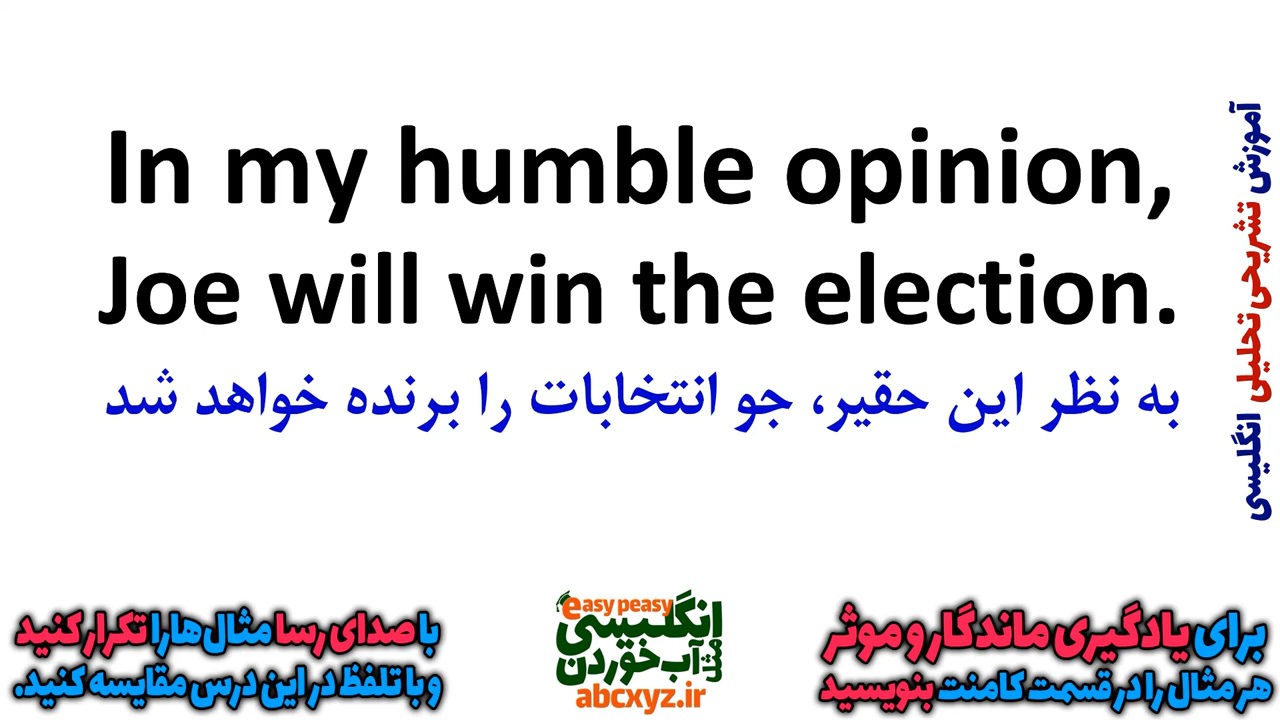 In my humble opinion,
Joe will win the election.
به نظر این حقیر، جو انتخابات را برنده خواهد شد
آموزش تشریحی تحلیلی انگلیسی
برای یادگیری ماندگار و موثر
هر مثال را در قسمت کامنت بنویسید
easy peasy
انگلیسی
مثل آب خوردن
abcxyz.ir
با صدای رسا مثال‌ها را تکرار کنید
و با تلفظ در این درس مقایسه کنید.